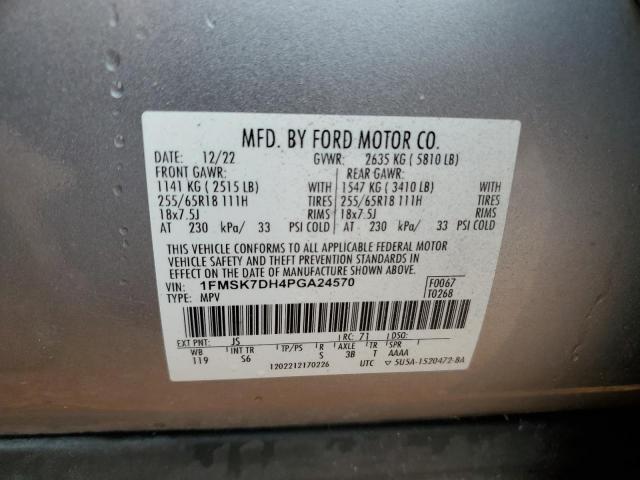 MFD. BY FORD MOTOR CO.
DATE: 12/22 GVWR: 2635 KG ( 5810 LB)
FRONT GAWR: REAR GAWR:
1141 KG ( 2515 LB) WITH 1547 KG ( 3410 LB) WITH
255/65R18 111H TIRES 255/65R18 111H TIRES
18x7.5J RIMS 18x7.5J RIMS
AT 230 kPa/ 33 PSI COLD AT 230 kPa/ 33 PSI COLD
THIS VEHICLE CONFORMS TO ALL APPLICABLE FEDERAL MOTOR
VEHICLE SAFETY AND THEFT PREVENTION STANDARDS IN
EFFECT ON THE DATE OF MANUFACTURE SHOWN ABOVE.
VIN: 1FMSK7DH4PGA24570 F0067
TYPE: MPV T0268
EXT PNT: JS RC: 71 DSO:
WB INT TR TP/PS R AXLE TR SPR
119 S6 S 3B T AAAA
1202212170226 UTC ▽ 5U5A-1520472-BA